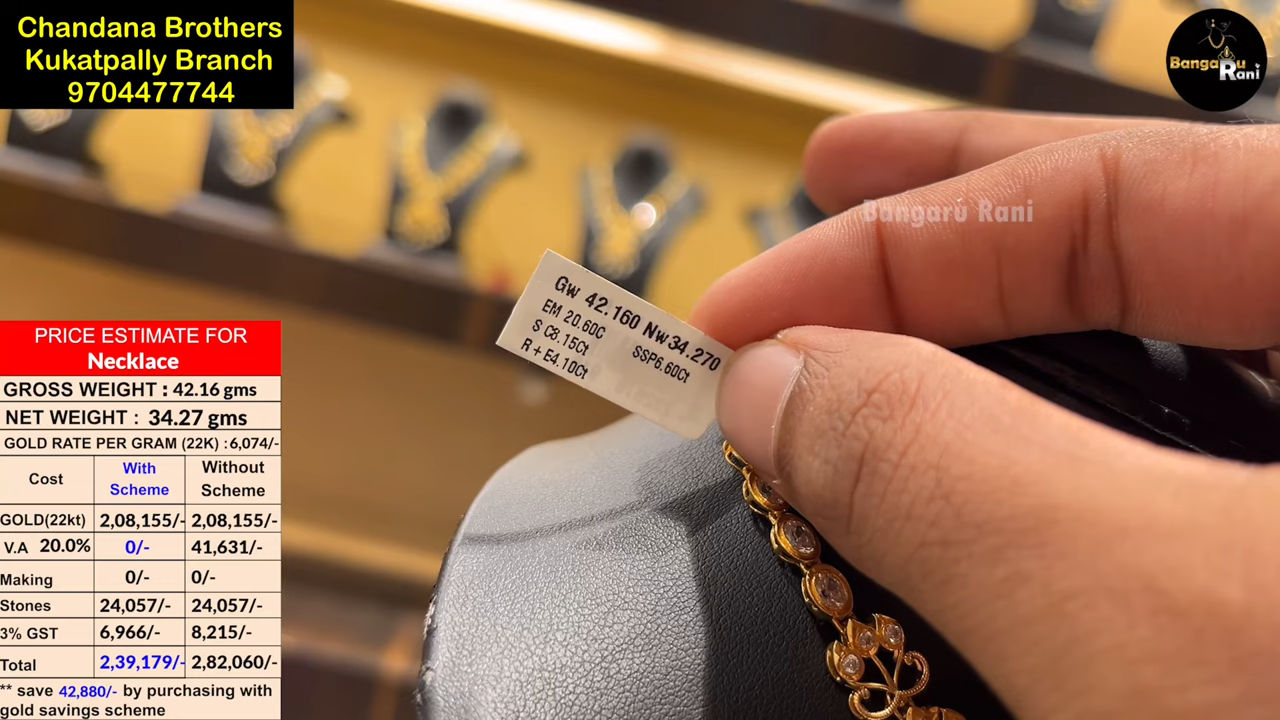 Chandana Brothers
Kukatpally Branch
9704477744
Bangaru
Rani
Bangaru Rani
Gw 42.160 Nw34.270
EM 20.60C
S C8.15Ct SSP6.60Ct
R + E4.10Ct
PRICE ESTIMATE FOR
Necklace
GROSS WEIGHT : 42.16 gms
NET WEIGHT : 34.27 gms
GOLD RATE PER GRAM (22K) :6,074/-
Cost With Scheme Without Scheme
GOLD(22kt) 2,08,155/- 2,08,155/-
V.A 20.0% 0/- 41,631/-
Making 0/- 0/-
Stones 24,057/- 24,057/-
3% GST 6,966/- 8,215/-
Total 2,39,179/- 2,82,060/-
** save 42,880/- by purchasing with
gold savings scheme